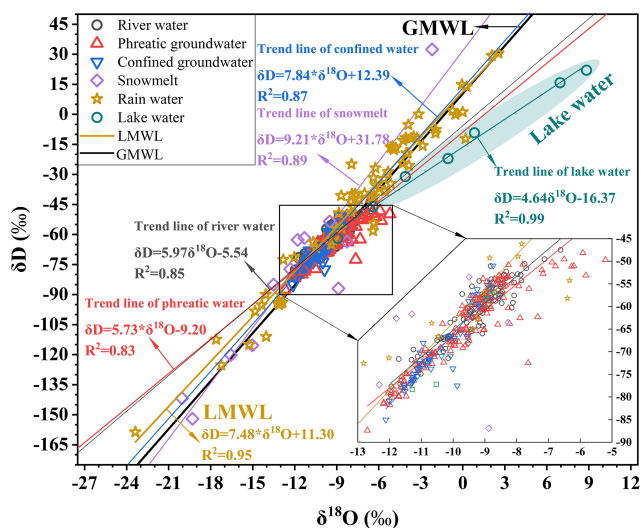 River water
Phreatic groundwater
Confined groundwater
Snowmelt
Rain water
Lake water
LMWL
GMWL
GMWL
Trend line of confined water
δD=7.84*δ¹⁸O+12.39
R²=0.87
Trend line of snowmelt
δD=9.21*δ¹⁸O+31.78
R²=0.89
Lake water
Trend line of lake water
δD=4.64δ¹⁸O-16.37
R²=0.99
Trend line of river water
δD=5.97δ¹⁸O-5.54
R²=0.85
Trend line of phreatic water
δD=5.73*δ¹⁸O-9.20
R²=0.83
LMWL
δD=7.48*δ¹⁸O+11.30
R²=0.95
45
30
15
0
-15
-30
-45
-60
-75
-90
-105
-120
-135
-150
-165
δD (‰)
-27 -24 -21 -18 -15 -12 -9 -6 -3 0 3 6 9 12
δ¹⁸O (‰)
-45
-50
-55
-60
-65
-70
-75
-80
-85
-90
-13 -12 -11 -10 -9 -8 -7 -6 -5